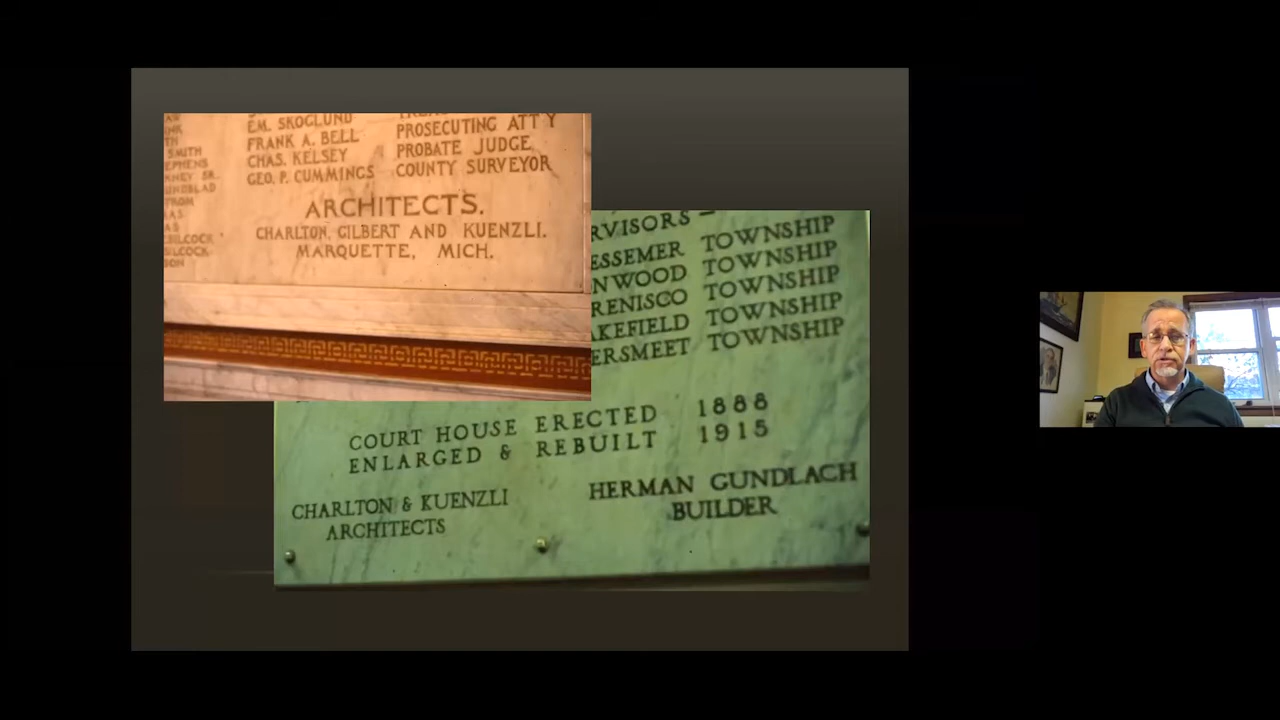 EM. SKOGLUND
FRANK A. BELL PROSECUTING ATT'Y
CHAS. KELSEY PROBATE JUDGE
GEO. P. CUMMINGS COUNTY SURVEYOR
SMITH
SR.
ARCHITECTS.
CHARLTON, GILBERT AND KUENZLI.
MARQUETTE, MICH.
TOWNSHIP
TOWNSHIP
TOWNSHIP
TOWNSHIP
TOWNSHIP
COURT HOUSE ERECTED 1888
ENLARGED & REBUILT 1915
CHARLTON & KUENZLI
ARCHITECTS
HERMAN GUNDLACH
BUILDER